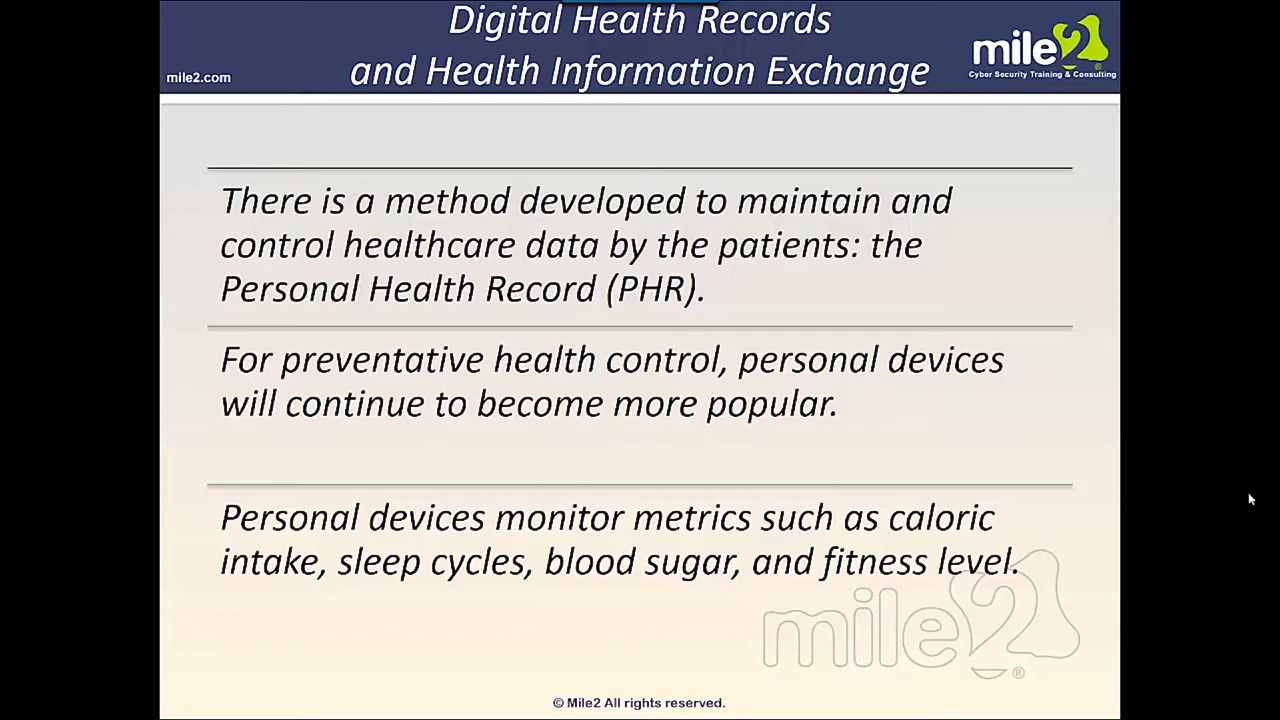 Digital Health Records
and Health Information Exchange
mile2.com
mile2
®
Cyber Security Training & Consulting
There is a method developed to maintain and
control healthcare data by the patients: the
Personal Health Record (PHR).
For preventative health control, personal devices
will continue to become more popular.
Personal devices monitor metrics such as caloric
intake, sleep cycles, blood sugar, and fitness level.
mile2
®
© Mile2 All rights reserved.